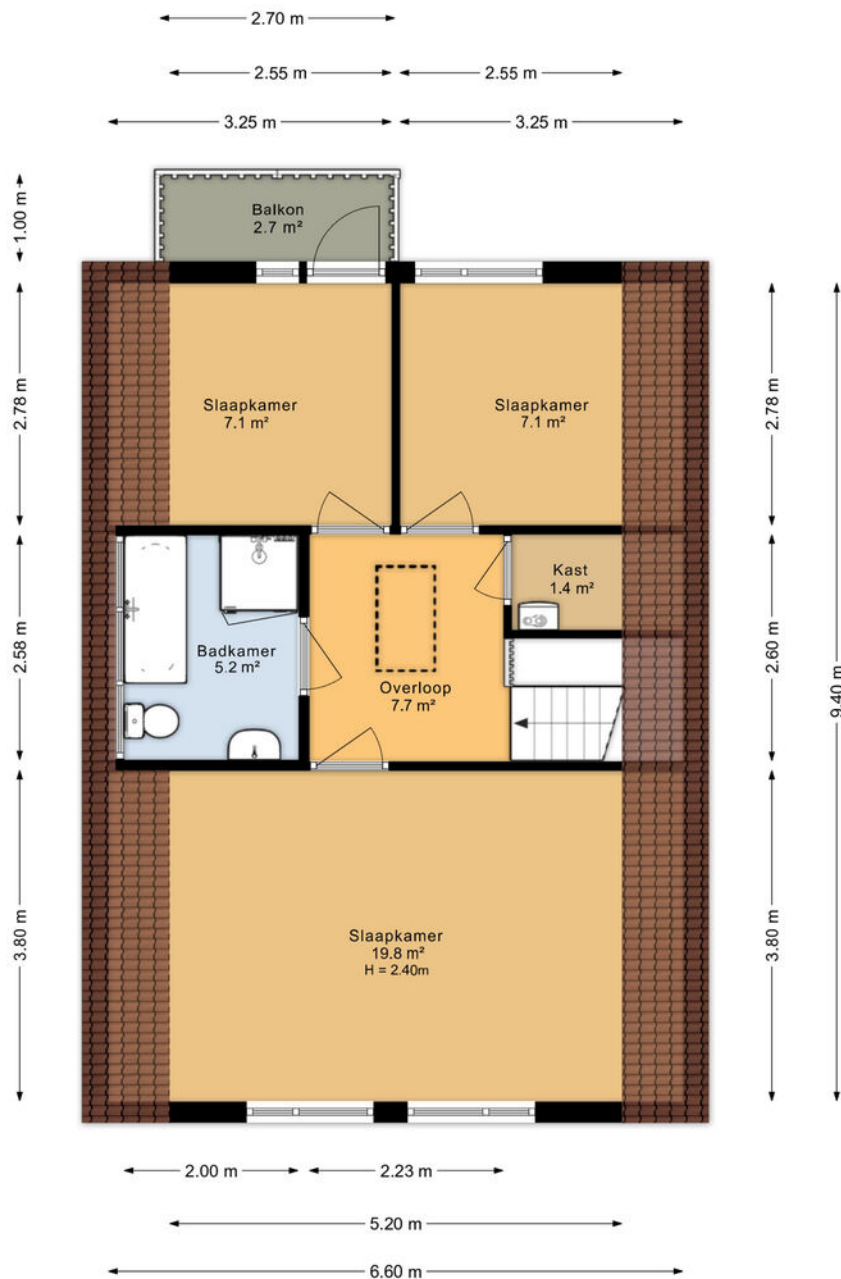 2.70 m
2.55 m
2.55 m
3.25 m
3.25 m
1.00 m
Balkon
2.7 m²
2.78 m
Slaapkamer
7.1 m²
Slaapkamer
7.1 m²
2.78 m
9.40 m
2.58 m
Badkamer
5.2 m²
Overloop
7.7 m²
Kast
1.4 m²
2.60 m
3.80 m
Slaapkamer
19.8 m²
H = 2.40m
3.80 m
2.00 m
2.23 m
5.20 m
6.60 m